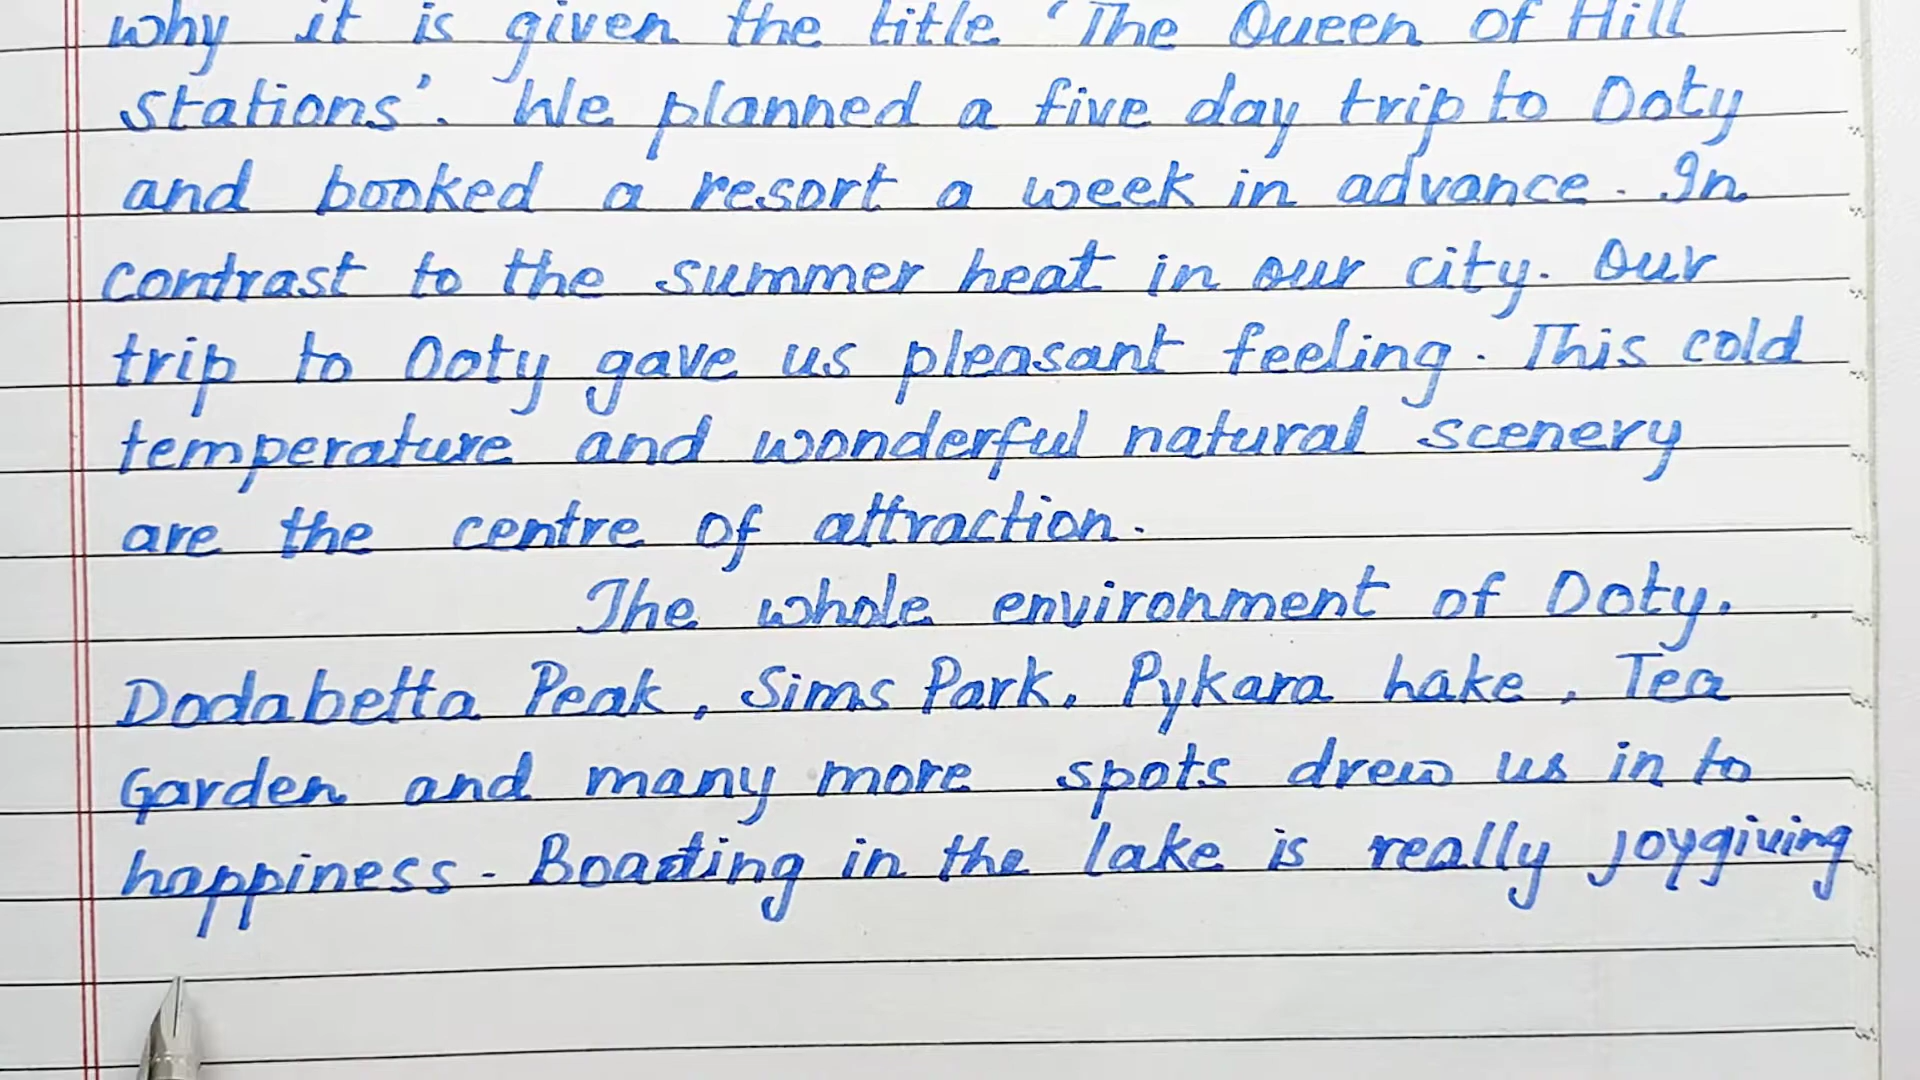 why it is given the title 'The Queen of Hill
stations'. We planned a five day trip to Ooty
and booked a resort a week in advance. In
contrast to the summer heat in our city. Our
trip to Ooty gave us pleasant feeling. This cold
temperature and wonderful natural scenery
are the centre of attraction.
The whole environment of Ooty.
Dodabetta Peak, Sims Park, Pykara Lake, Tea
Garden and many more spots drew us in to
happiness. Boating in the lake is really joygiving